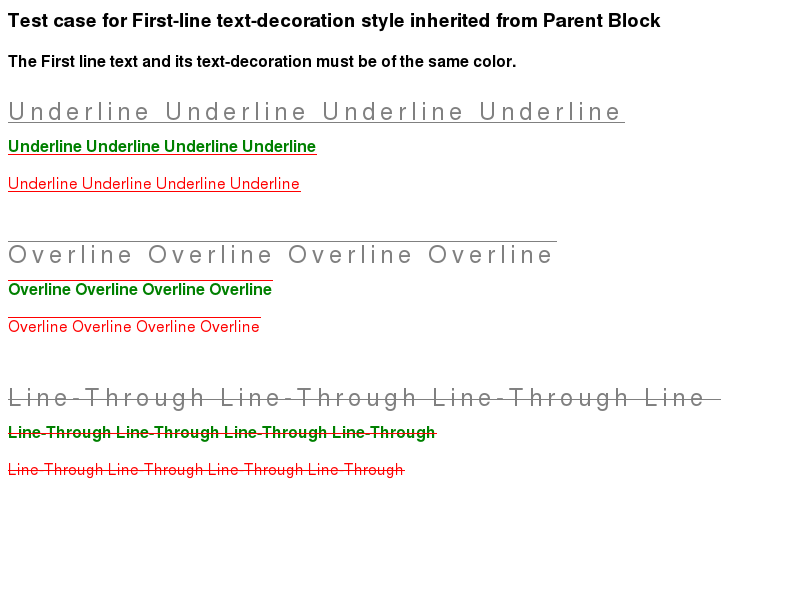 Test case for First-line text-decoration style inherited from Parent Block
The First line text and its text-decoration must be of the same color.
Underline Underline Underline Underline
Underline Underline Underline Underline
Underline Underline Underline Underline
Overline Overline Overline Overline
Overline Overline Overline Overline
Overline Overline Overline Overline
Line-Through Line-Through Line-Through Line
Line-Through Line-Through Line-Through Line-Through
Line-Through Line-Through Line-Through Line-Through